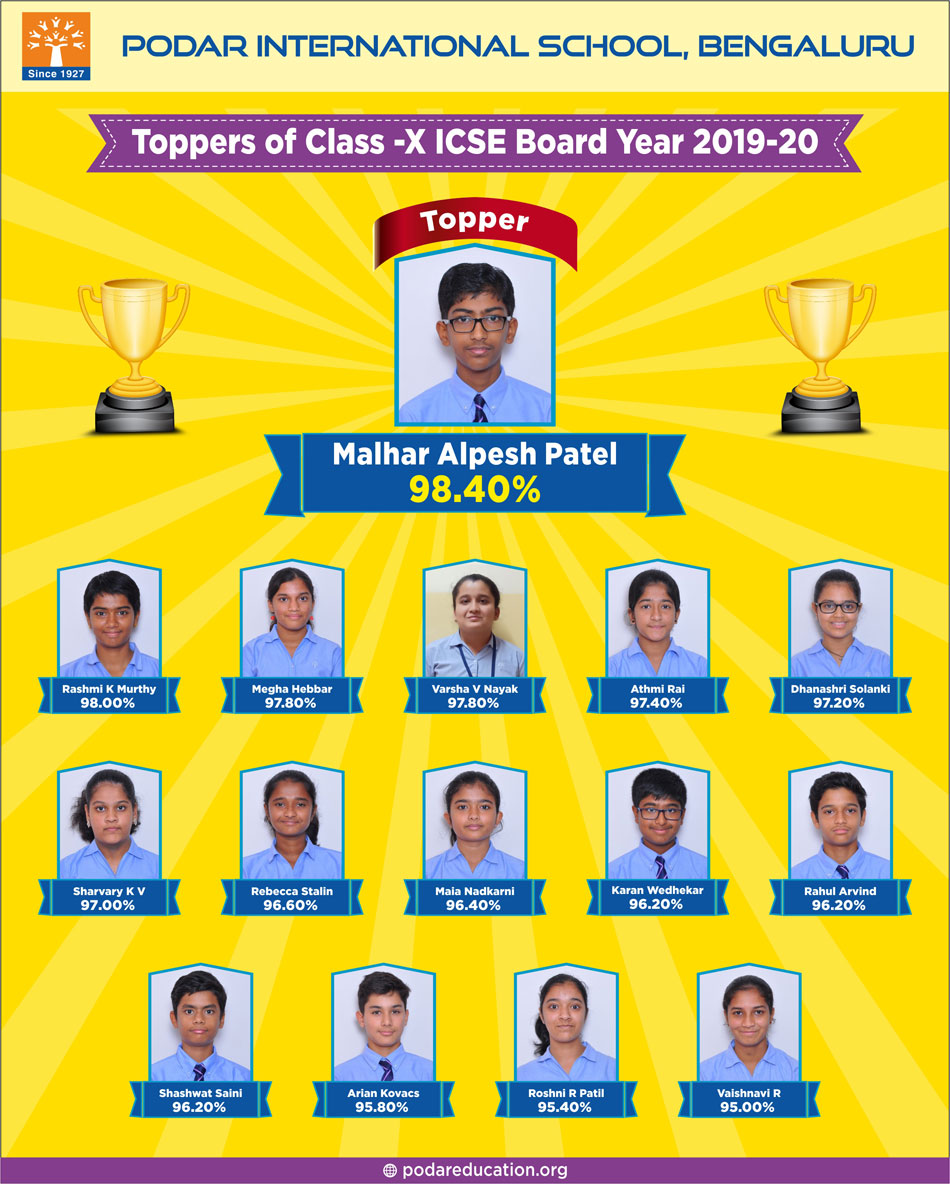 Since 1927
PODAR INTERNATIONAL SCHOOL, BENGALURU
Toppers of Class -X ICSE Board Year 2019-20
Topper
Malhar Alpesh Patel
98.40%
Rashmi K Murthy
98.00%
Megha Hebbar
97.80%
Varsha V Nayak
97.80%
Athmi Rai
97.40%
Dhanashri Solanki
97.20%
Sharvary K V
97.00%
Rebecca Stalin
96.60%
Maia Nadkarni
96.40%
Karan Wedhekar
96.20%
Rahul Arvind
96.20%
Shashwat Saini
96.20%
Arian Kovacs
95.80%
Roshni R Patil
95.40%
Vaishnavi R
95.00%
podareducation.org